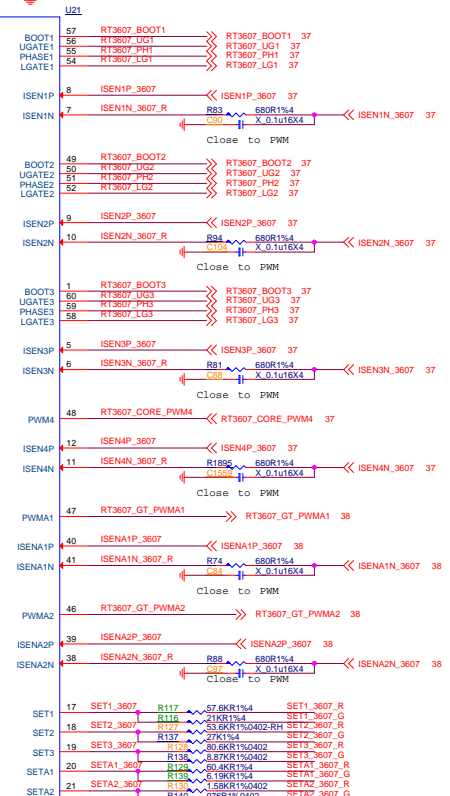 U21
BOOT1 57 RT3607_BOOT1 RT3607_BOOT1 37
UGATE1 56 RT3607_UG1 RT3607_UG1 37
PHASE1 55 RT3607_PH1 RT3607_PH1 37
LGATE1 54 RT3607_LG1 RT3607_LG1 37
ISEN1P 8 ISEN1P_3607 ISEN1P_3607 37
ISEN1N 7 ISEN1N_3607_R R83 680R1%4 ISEN1N_3607 37
C90 X_0.1u16X4
Close to PWM
BOOT2 49 RT3607_BOOT2 RT3607_BOOT2 37
UGATE2 50 RT3607_UG2 RT3607_UG2 37
PHASE2 51 RT3607_PH2 RT3607_PH2 37
LGATE2 52 RT3607_LG2 RT3607_LG2 37
ISEN2P 9 ISEN2P_3607 ISEN2P_3607 37
ISEN2N 10 ISEN2N_3607_R R94 680R1%4 ISEN2N_3607 37
C104 X_0.1u16X4
Close to PWM
BOOT3 1 RT3607_BOOT3 RT3607_BOOT3 37
UGATE3 60 RT3607_UG3 RT3607_UG3 37
PHASE3 59 RT3607_PH3 RT3607_PH3 37
LGATE3 58 RT3607_LG3 RT3607_LG3 37
ISEN3P 5 ISEN3P_3607 ISEN3P_3607 37
ISEN3N 6 ISEN3N_3607_R R81 680R1%4 ISEN3N_3607 37
C88 X_0.1u16X4
Close to PWM
PWM4 48 RT3607_CORE_PWM4 RT3607_CORE_PWM4 37
ISEN4P 12 ISEN4P_3607 ISEN4P_3607 37
ISEN4N 11 ISEN4N_3607_R R1895 680R1%4 ISEN4N_3607 37
C1559 X_0.1u16X4
Close to PWM
PWMA1 47 RT3607_GT_PWMA1 RT3607_GT_PWMA1 38
ISENA1P 40 ISENA1P_3607 ISENA1P_3607 38
ISENA1N 41 ISENA1N_3607_R R74 680R1%4 ISENA1N_3607 38
C84 X_0.1u16X4
Close to PWM
PWMA2 46 RT3607_GT_PWMA2 RT3607_GT_PWMA2 38
ISENA2P 39 ISENA2P_3607 ISENA2P_3607 38
ISENA2N 38 ISENA2N_3607_R R88 680R1%4 ISENA2N_3607 38
C97 X_0.1u16X4
Close to PWM
SET1 17 SET1_3607 R117 57.6KR1%4 SET1_3607_R
R116 21KR1%4 SET1_3607_G
SET2 18 SET2_3607 R127 53.6KR1%0402-RH SET2_3607_R
R137 27K1%4 SET2_3607_G
SET3 19 SET3_3607 R128 80.6KR1%0402 SET3_3607_R
R138 8.87KR1%0402 SET3_3607_G
SETA1 20 SETA1_3607 R129 60.4KR1%4 SETA1_3607_R
R139 6.19KR1%4 SETA1_3607_G
SETA2 21 SETA2_3607 R130 1.58KR1%0402 SETA2_3607_R
R140 976R1%0402 SETA2_3607_G